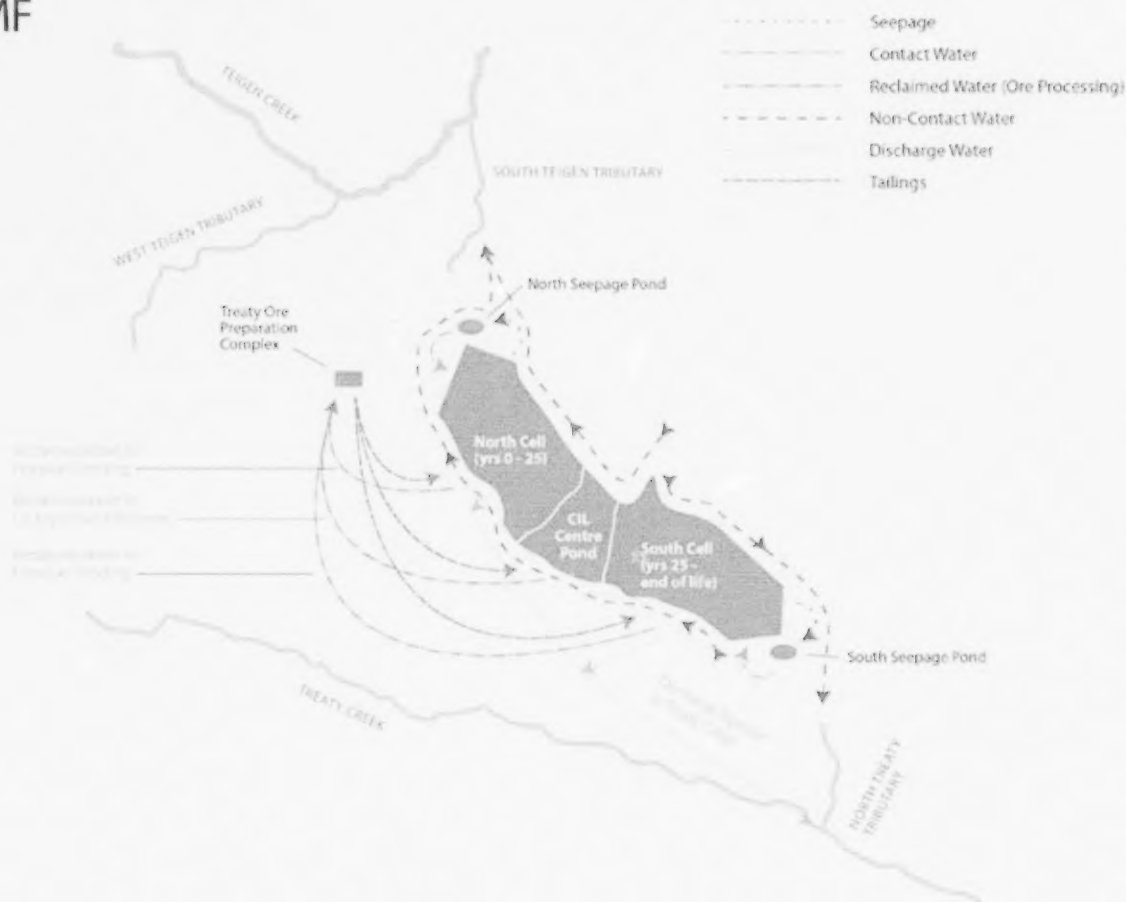 MF
Seepage
Contact Water
Reclaimed Water (Ore Processing)
Non-Contact Water
Discharge Water
Tailings
TEIGEN CREEK
SOUTH TEIGEN TRIBUTARY
WEST TEIGEN TRIBUTARY
North Seepage Pond
Treaty Ore
Preparation
Complex
North Cell
(yrs 0 - 25)
CIL
Centre
Pond
South Cell
(yrs 25 -
end of life)
South Seepage Pond
TREATY CREEK
NORTH TREATY
TRIBUTARY